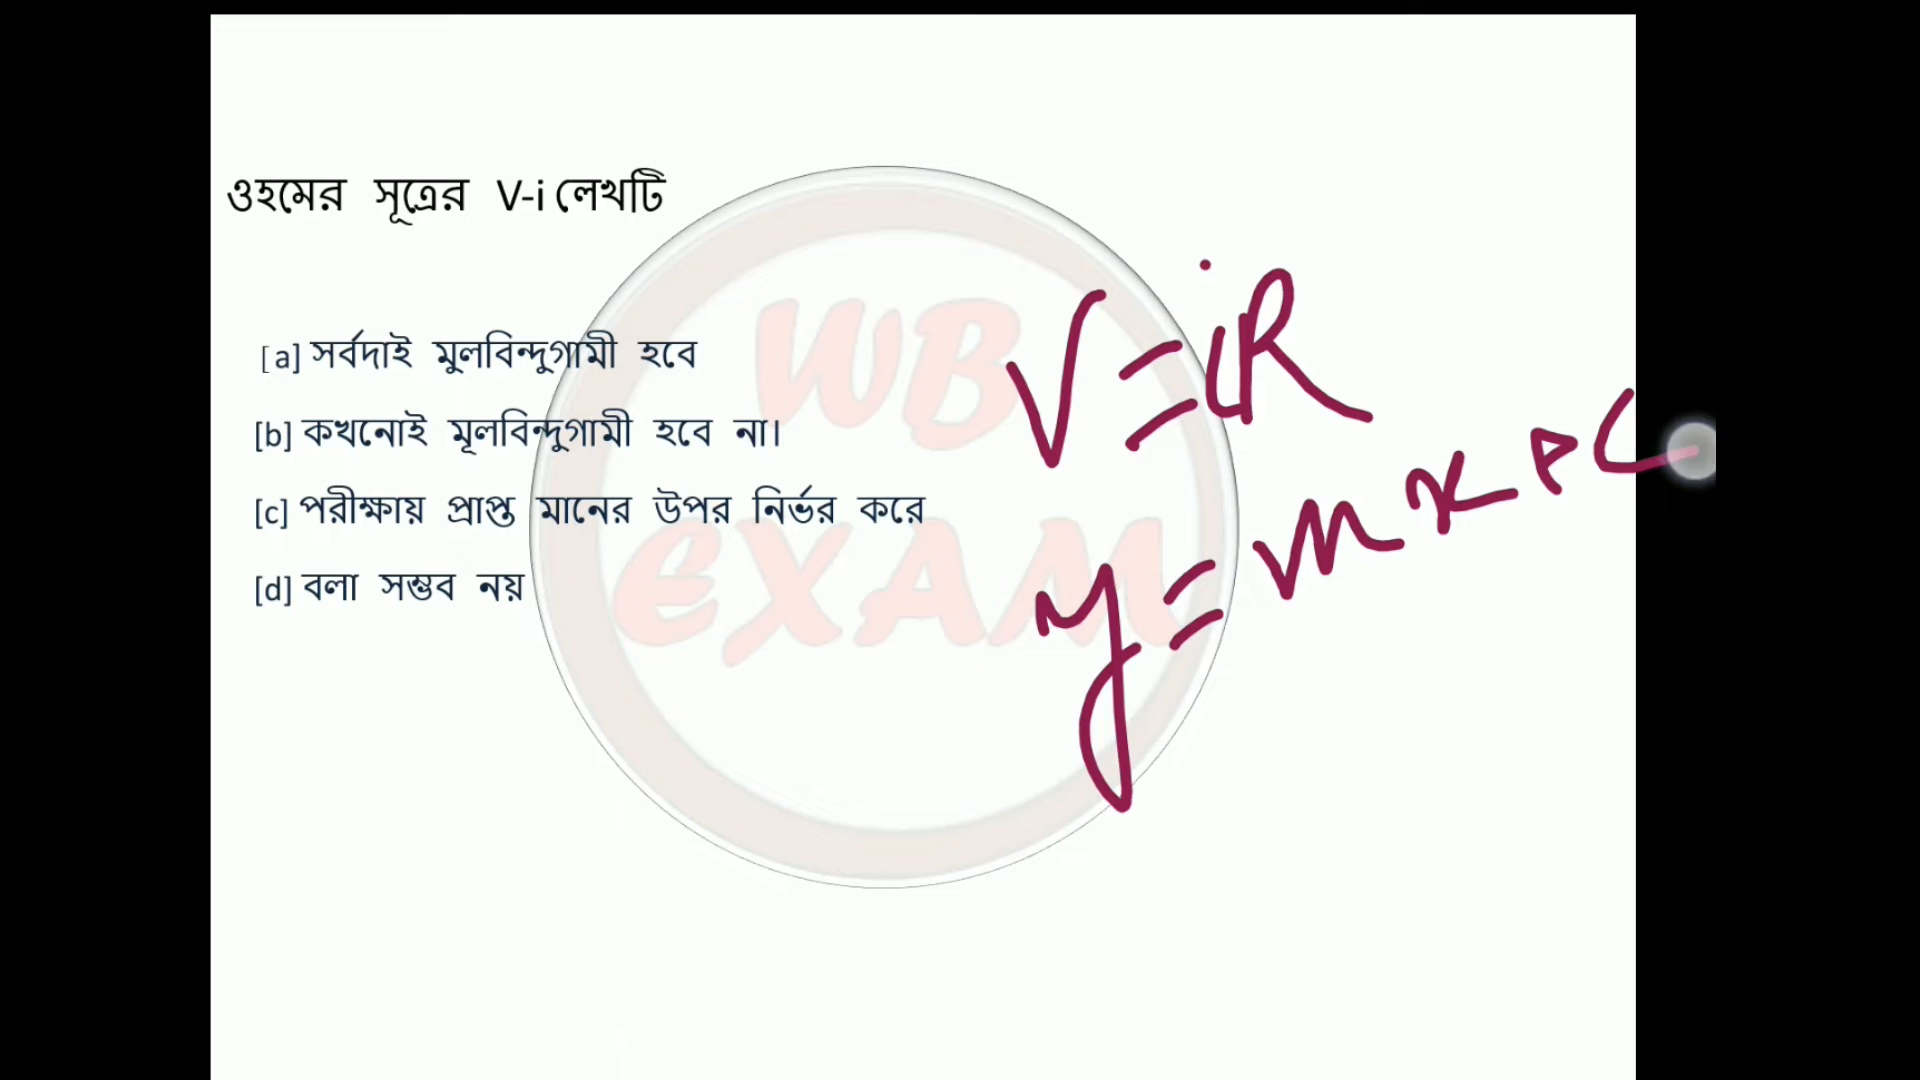 ওহমের সূত্রের V-i লেখটি
[a] সর্বদাই মুলবিন্দুগামী হবে
[b] কখনোই মূলবিন্দুগামী হবে না।
[c] পরীক্ষায় প্রাপ্ত মানের উপর নির্ভর করে
[d] বলা সম্ভব নয়
WB
EXAM
V=iR
y=mx+c